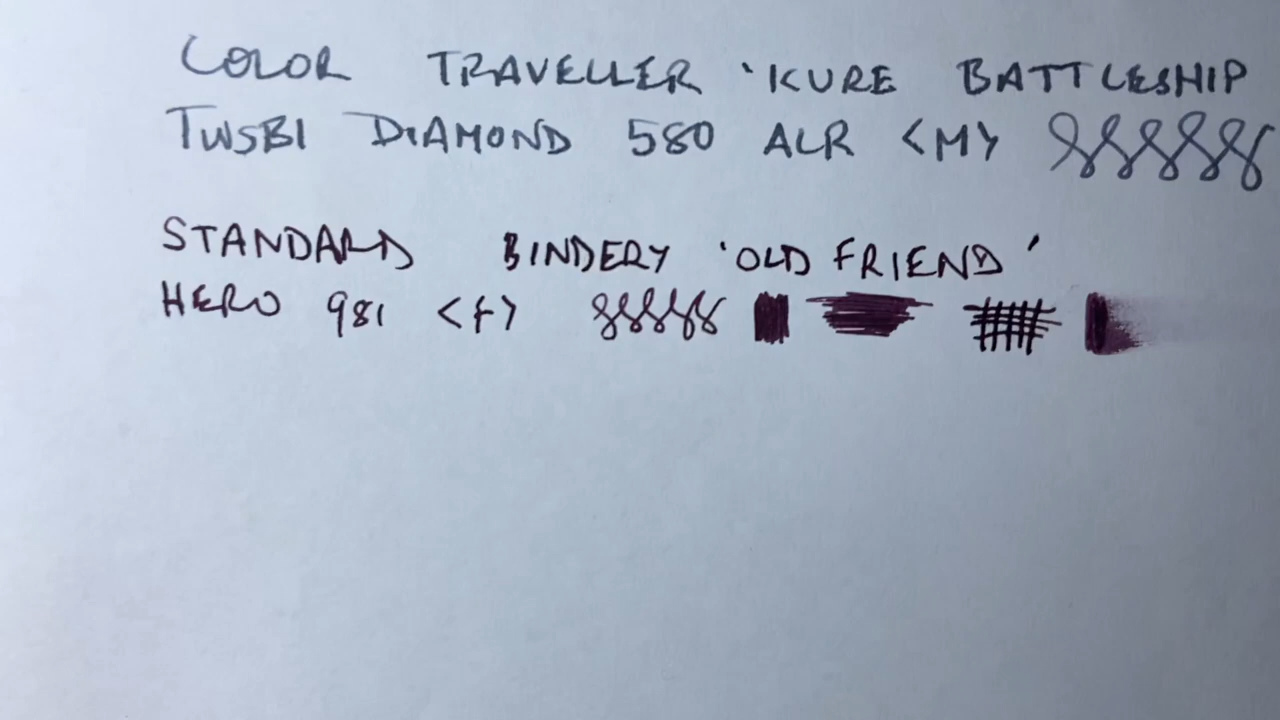 COLOR TRAVELLER 'KURE BATTLESHIP
TWSBI DIAMOND 580 ALR <M>
STANDARD BINDERY 'OLD FRIEND'
HERO 981 <f>